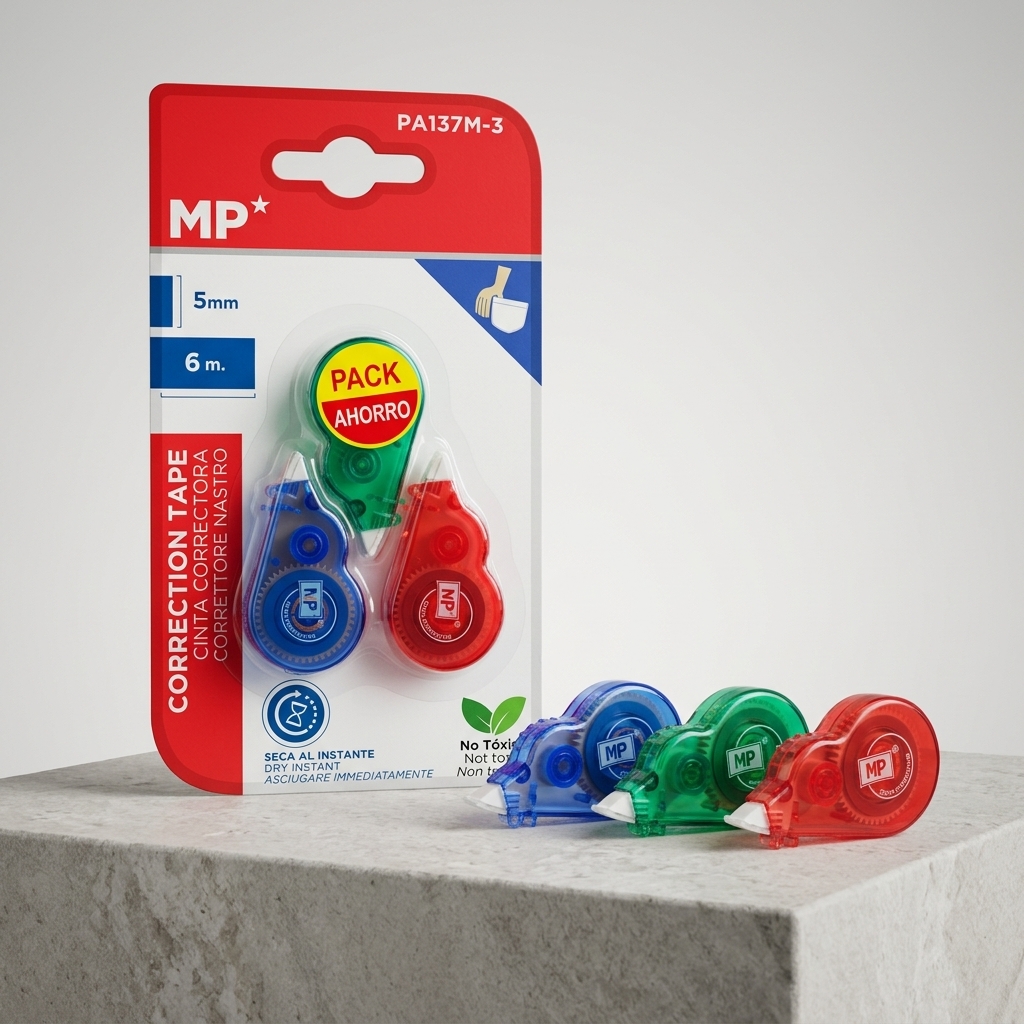 PA137M-3
MP
5mm
6 m.
PACK
AHORRO
CORRECTION TAPE
CINTA CORRECTORA
CORRETTORE NASTRO
MP
MP
SECA AL INSTANTE
DRY INSTANT
ASCIUGARE IMMEDIATAMENTE
No Tóxi
Not to
Non t
MP
MP
MP